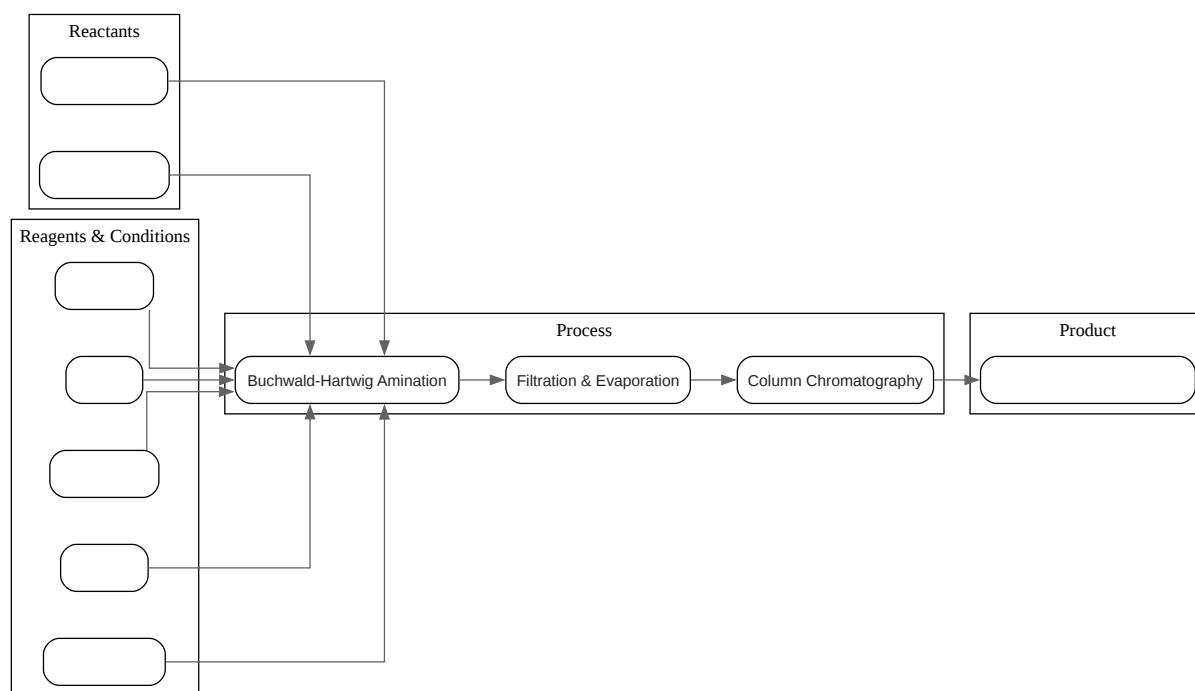 Reactants
Reagents & Conditions
Process
Product
Buchwald-Hartwig Amination
Filtration & Evaporation
Column Chromatography